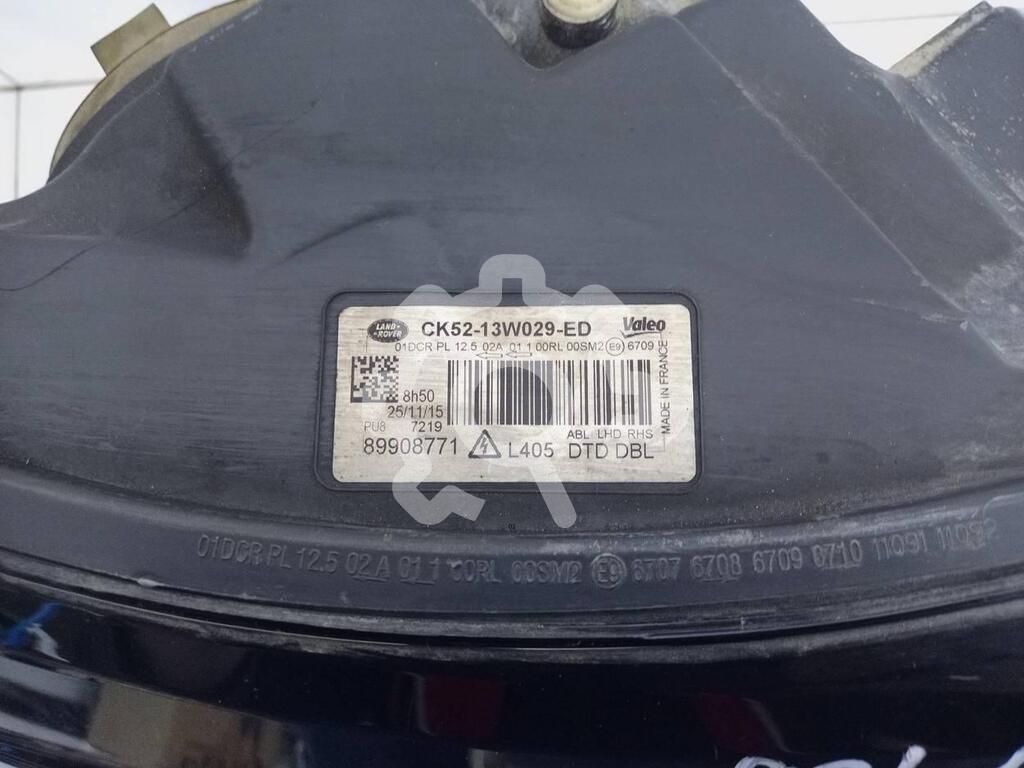 LAND-ROVER CK52-13W029-ED Valeo
01DCR PL 12.5 02A 01 1 00RL 00SM2 E9 6709
MADE IN FRANCE
8h50
25/11/15
PU8 7219
ABL LHD RHS
89908771 L405 DTD DBL
01DCR PL 12.5 02A 01 1 00RL 00SM2 E9 6707 6708 6709 6710 11091 11092